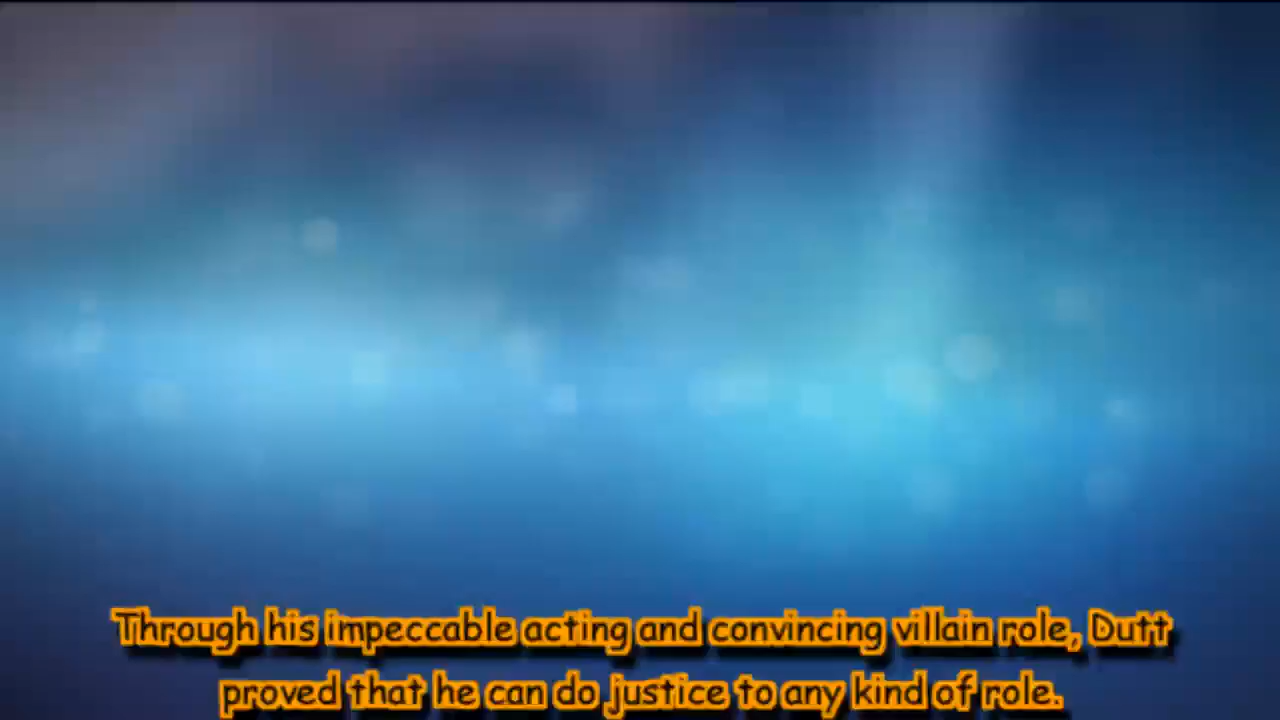 Through his impeccable acting and convincing villain role, Dutt
proved that he can do justice to any kind of role.